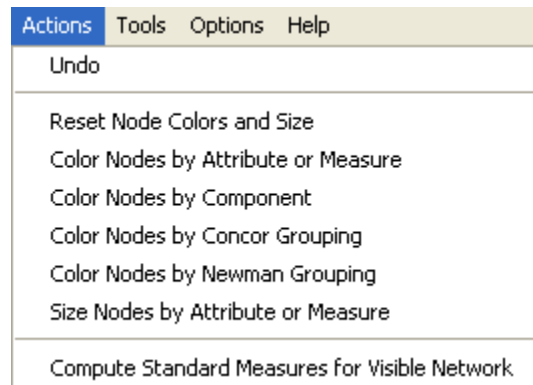 Actions Tools Options Help
Undo
Reset Node Colors and Size
Color Nodes by Attribute or Measure
Color Nodes by Component
Color Nodes by Concor Grouping
Color Nodes by Newman Grouping
Size Nodes by Attribute or Measure
Compute Standard Measures for Visible Network